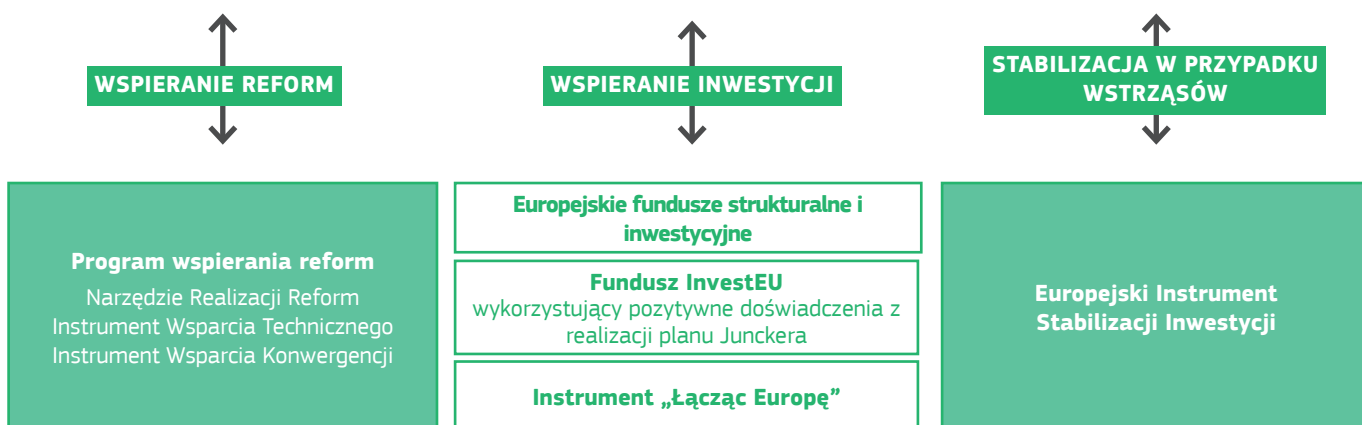 WSPIERANIE REFORM
WSPIERANIE INWESTYCJI
STABILIZACJA W PRZYPADKU
WSTRZĄSÓW
Program wspierania reform
Narzędzie Realizacji Reform
Instrument Wsparcia Technicznego
Instrument Wsparcia Konwergencji
Europejskie fundusze strukturalne i
inwestycyjne
Fundusz InvestEU
wykorzystujący pozytywne doświadczenia z
realizacji planu Junckera
Instrument „Łącząc Europę”
Europejski Instrument
Stabilizacji Inwestycji